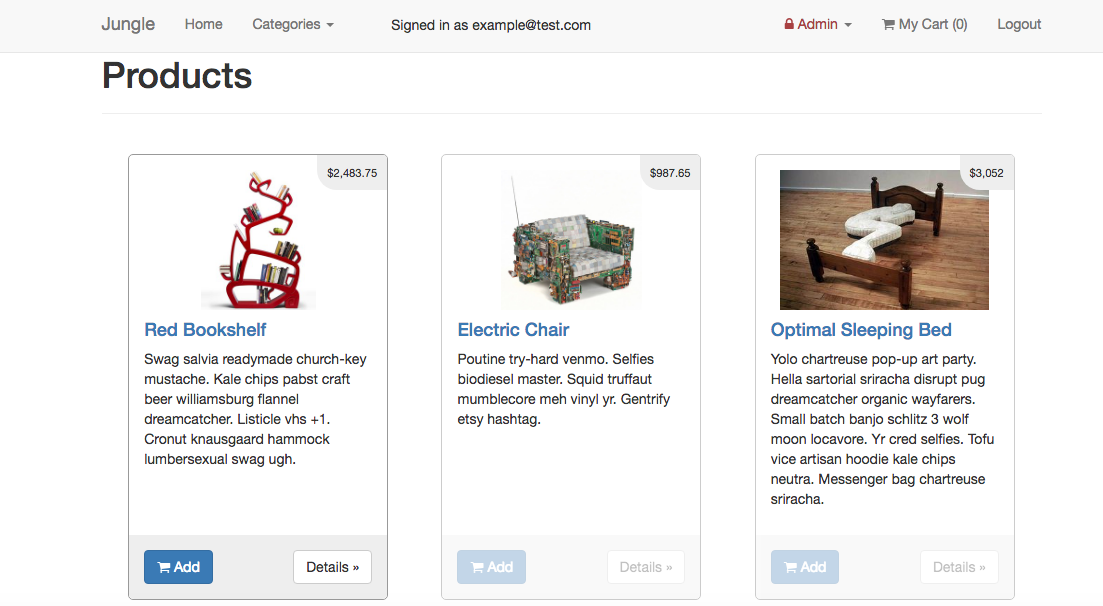 Jungle Home Categories Signed in as example@test.com Admin My Cart (0) Logout
Products
$2,483.75
Red Bookshelf
Swag salvia readymade church-key
mustache. Kale chips pabst craft
beer williamsburg flannel
dreamcatcher. Listicle vhs +1.
Cronut knausgaard hammock
lumbersexual swag ugh.
Add Details »
$987.65
Electric Chair
Poutine try-hard venmo. Selfies
biodiesel master. Squid truffaut
mumblecore meh vinyl yr. Gentrify
etsy hashtag.
Add Details »
$3,052
Optimal Sleeping Bed
Yolo chartreuse pop-up art party.
Hella sartorial sriracha disrupt pug
dreamcatcher organic wayfarers.
Small batch banjo schlitz 3 wolf
moon locavore. Yr cred selfies. Tofu
vice artisan hoodie kale chips
neutra. Messenger bag chartreuse
sriracha.
Add Details »